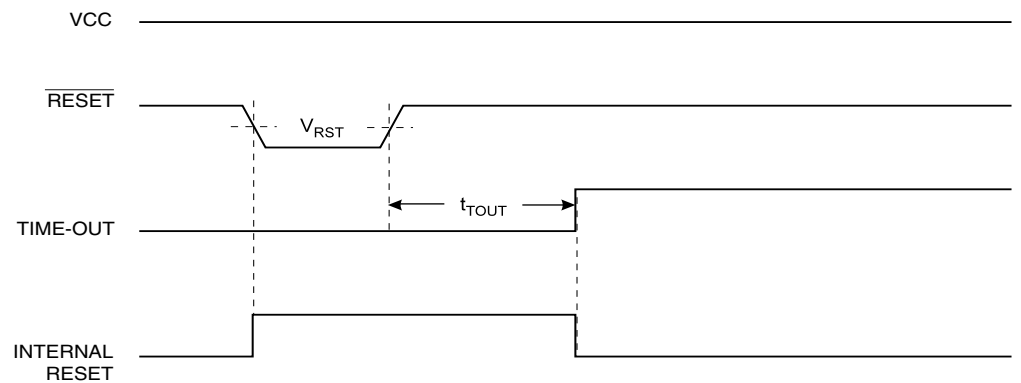 VCC
RESET
VRST
tTOUT
TIME-OUT
INTERNAL
RESET